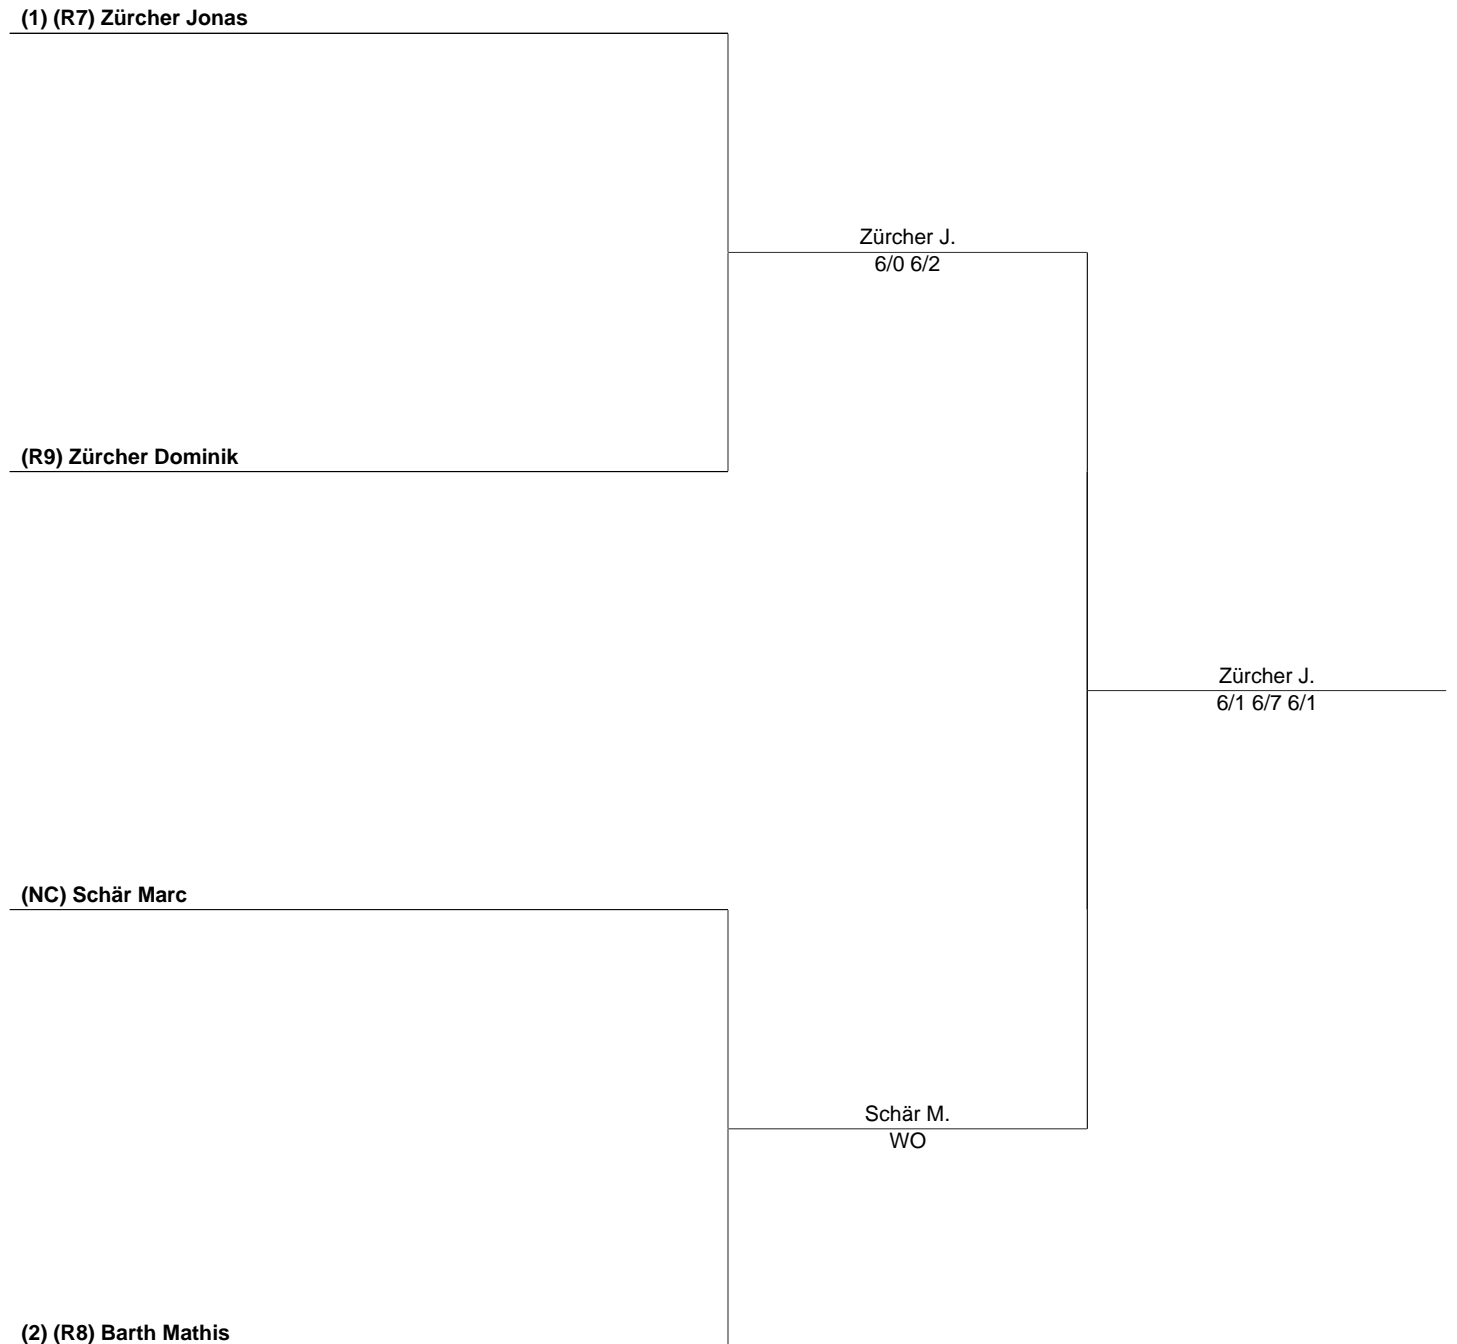 (1) (R7) Zürcher Jonas
Zürcher J.
6/0 6/2
(R9) Zürcher Dominik
Zürcher J.
6/1 6/7 6/1
(NC) Schär Marc
Schär M.
WO
(2) (R8) Barth Mathis